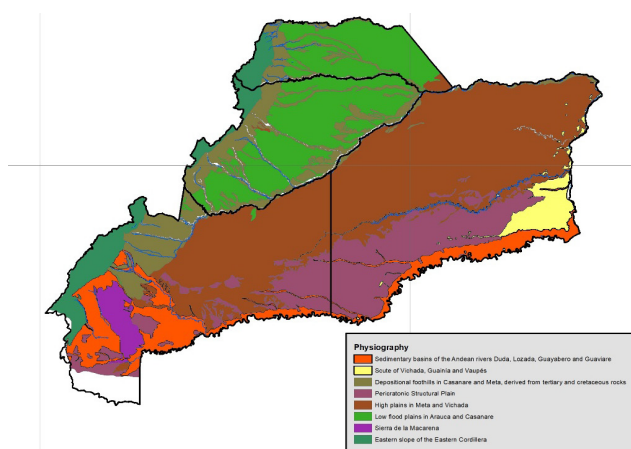 Physiography
Sedimentary basins of the Andean rivers Duda, Lozada, Guayabero and Guaviare
Scute of Vichada, Guainía and Vaupés
Depositional foothills in Casanare and Meta, derived from tertiary and cretaceous rocks
Pericratonic Structural Plain
High plains in Meta and Vichada
Low flood plains in Arauca and Casanare
Sierra de la Macarena
Eastern slope of the Eastern Cordillera